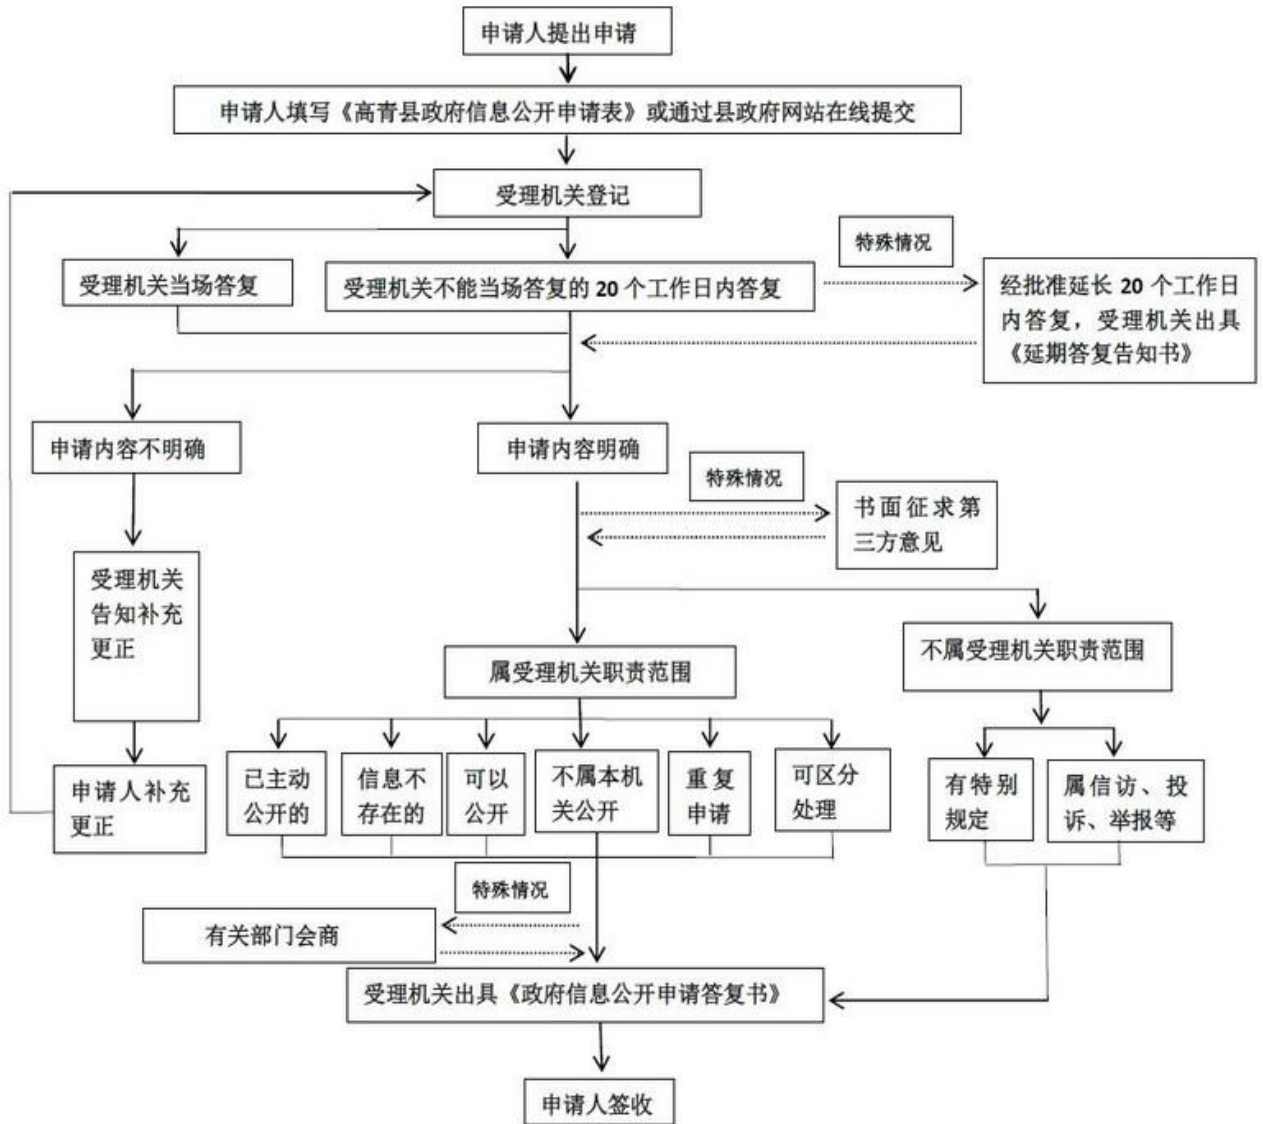 申请人提出申请
申请人填写《高青县政府信息公开申请表》或通过县政府网站在线提交
受理机关登记
特殊情况
受理机关当场答复
受理机关不能当场答复的 20 个工作日内答复
经批准延长 20 个工作日
内答复，受理机关出具
《延期答复告知书》
申请内容不明确
申请内容明确
特殊情况
书面征求第
三方意见
受理机关
告知补充
更正
属受理机关职责范围
不属受理机关职责范围
申请人补充
更正
已主动
公开的
信息不
存在的
可以
公开
不属本机
关公开
重复
申请
可区分
处理
有特别
规定
属信访、投
诉、举报等
特殊情况
有关部门会商
受理机关出具《政府信息公开申请答复书》
申请人签收